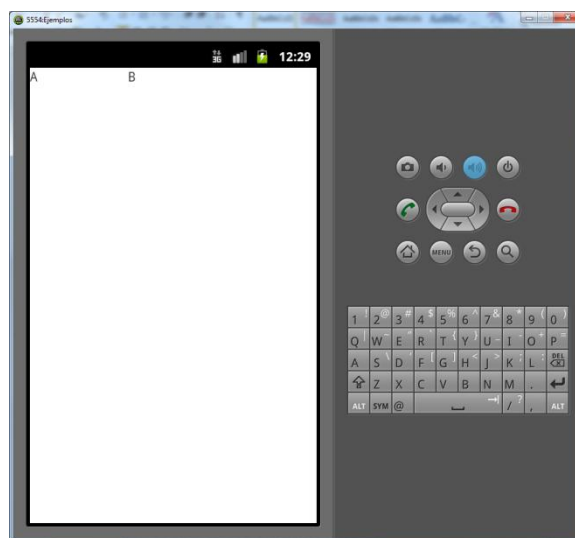 5554:Ejemplos
3G 12:29
A B
MENU
1 ! 2 @ 3 # 4 $ 5 % 6 ^ 7 & 8 * 9 ( 0 )
Q | W ~ E " R ` T { Y } U _ I - O + P =
A S \ D ' F [ G ] H < J > K ; L : DEL
Z X C V B N M .
ALT SYM @ / ? , ALT